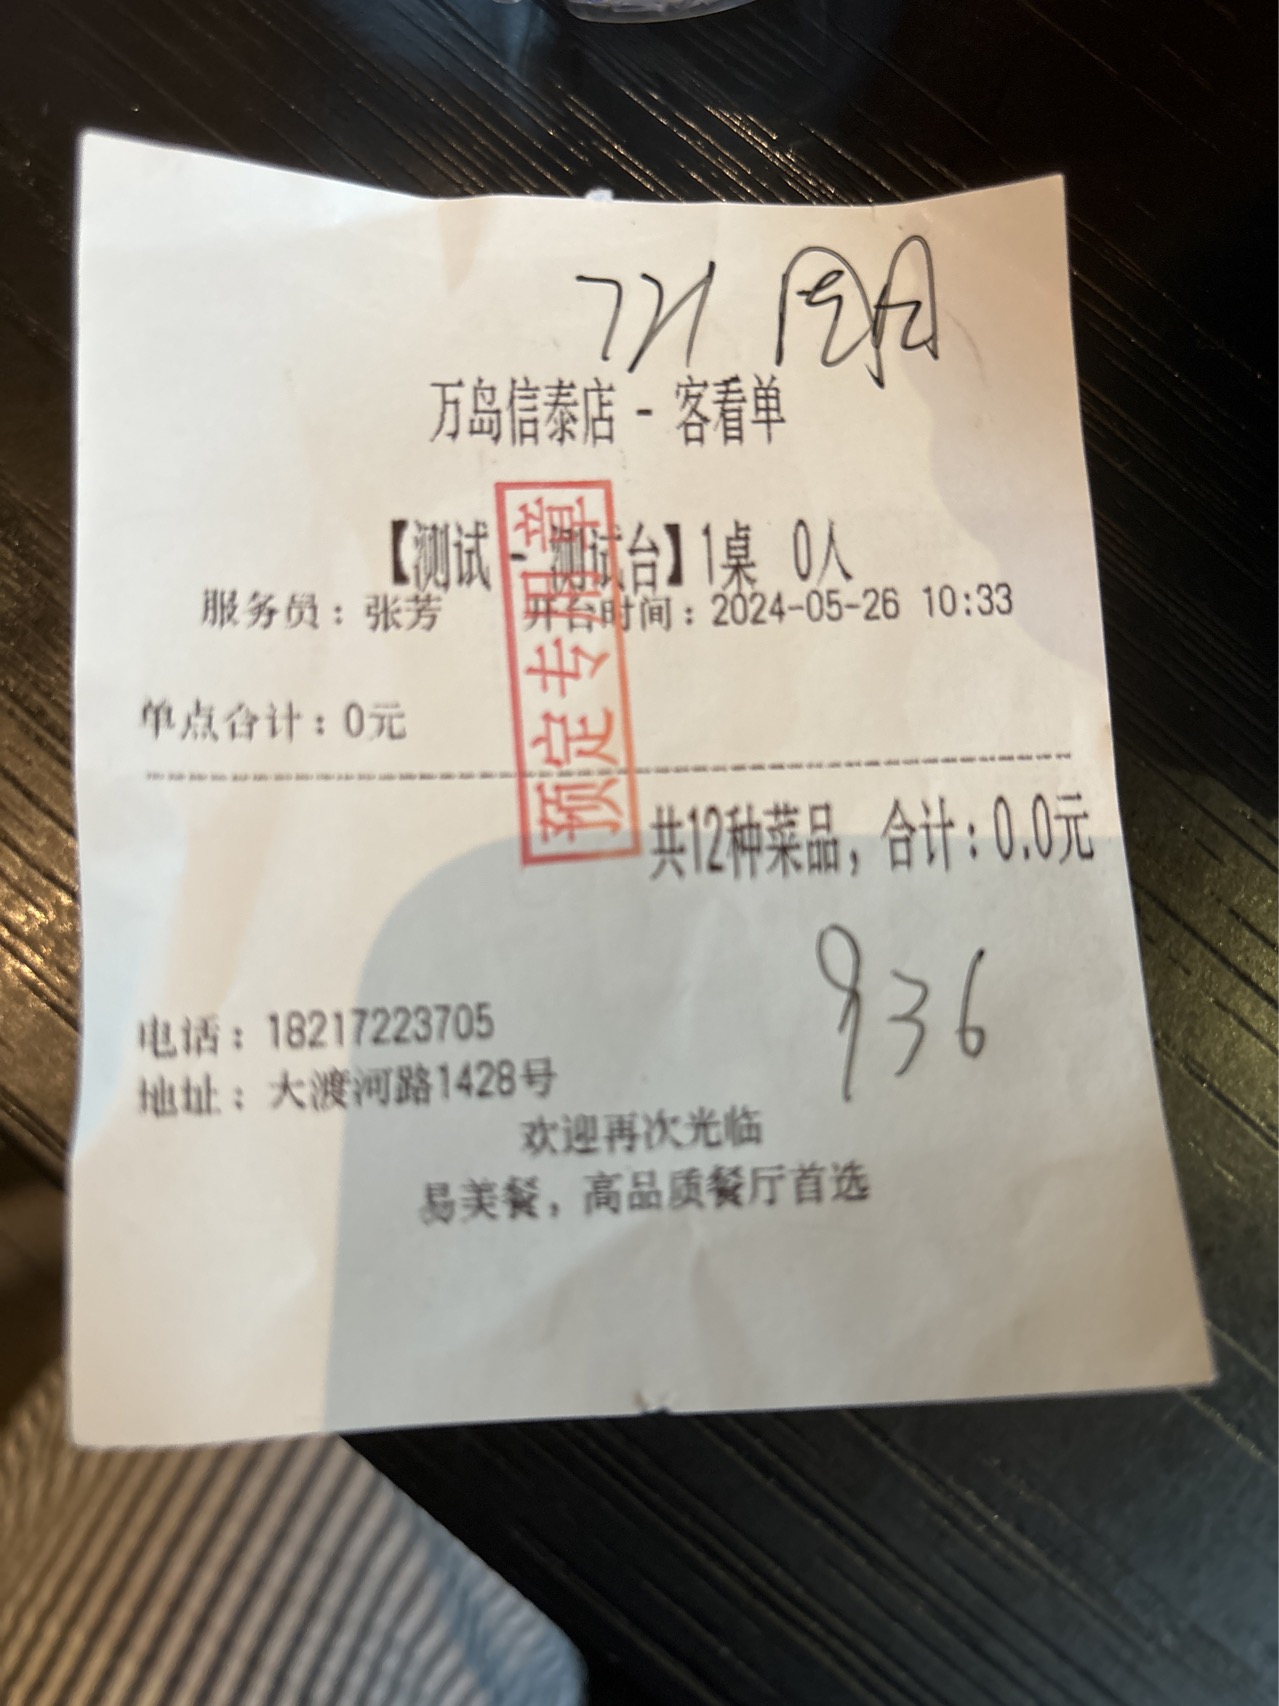 721
万岛信泰店 - 客看单
【测试 - 测试台】1桌 0人
服务员：张芳 开台时间：2024-05-26 10:33
单点合计：0元
预定专用章
共12种菜品，合计：0.0元
936
电话：18217223705
地址：大渡河路1428号
欢迎再次光临
易美餐，高品质餐厅首选